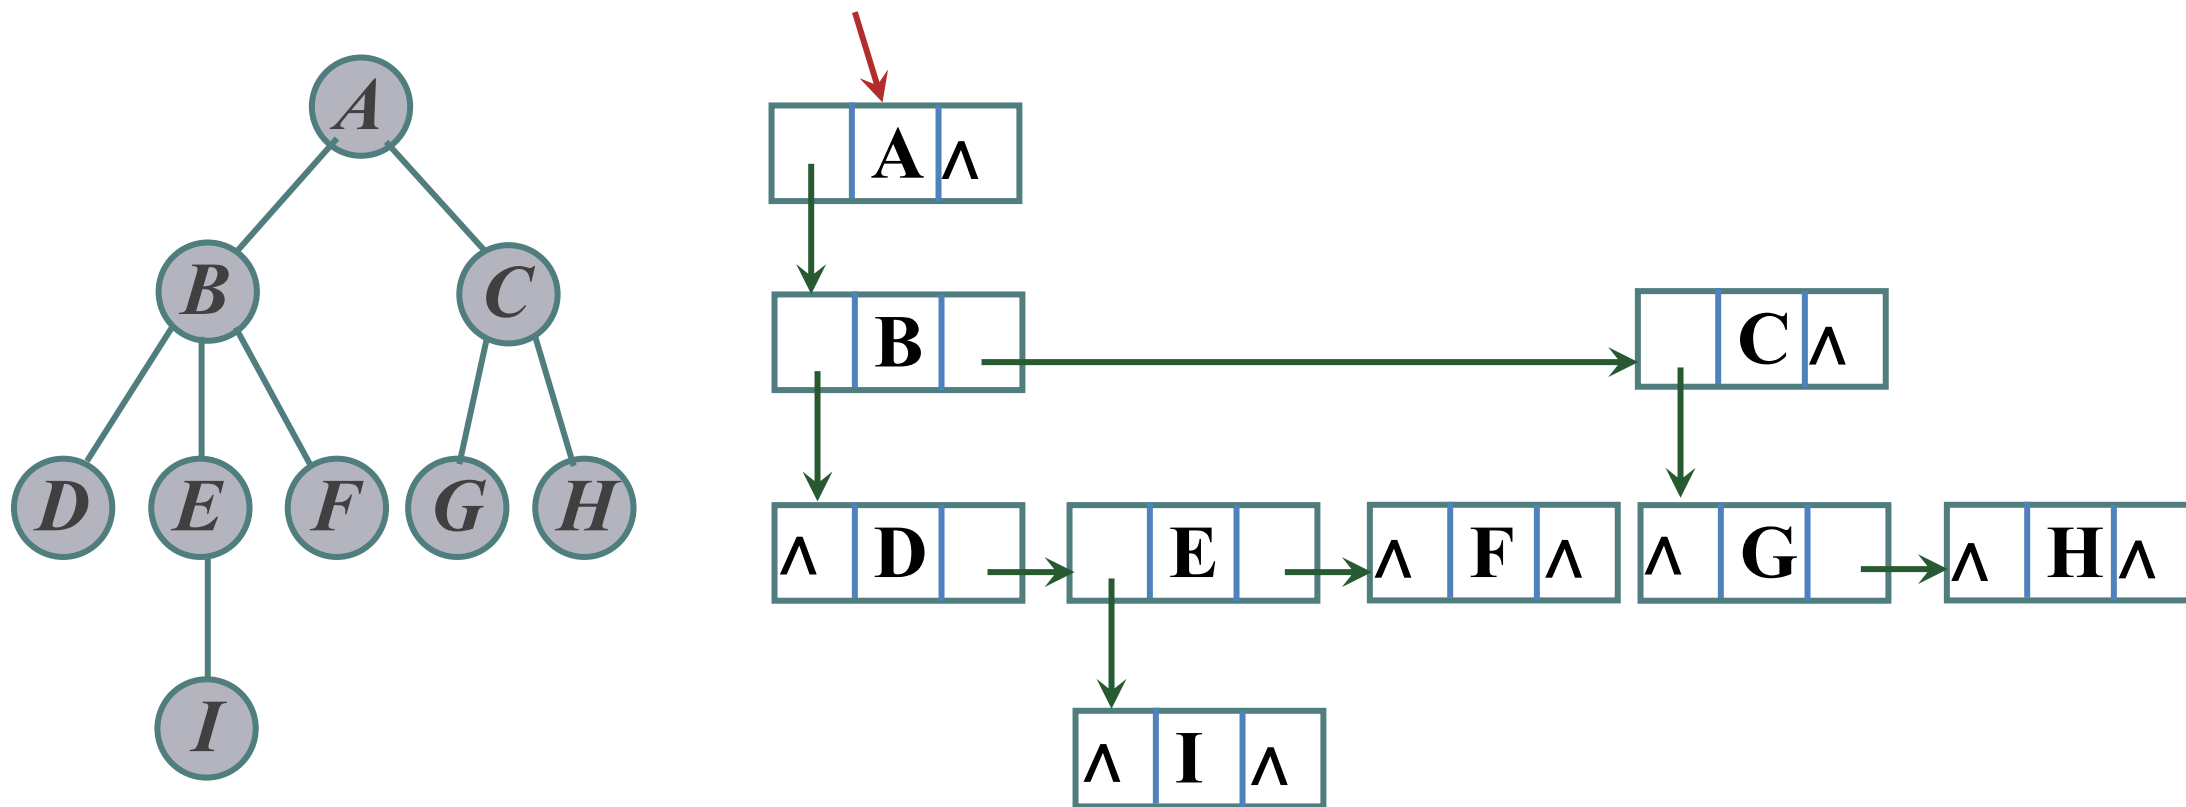 A
B C
D E F G H
I
A ∧
B C ∧
∧ D E ∧ F ∧ ∧ G ∧ H ∧
∧ I ∧